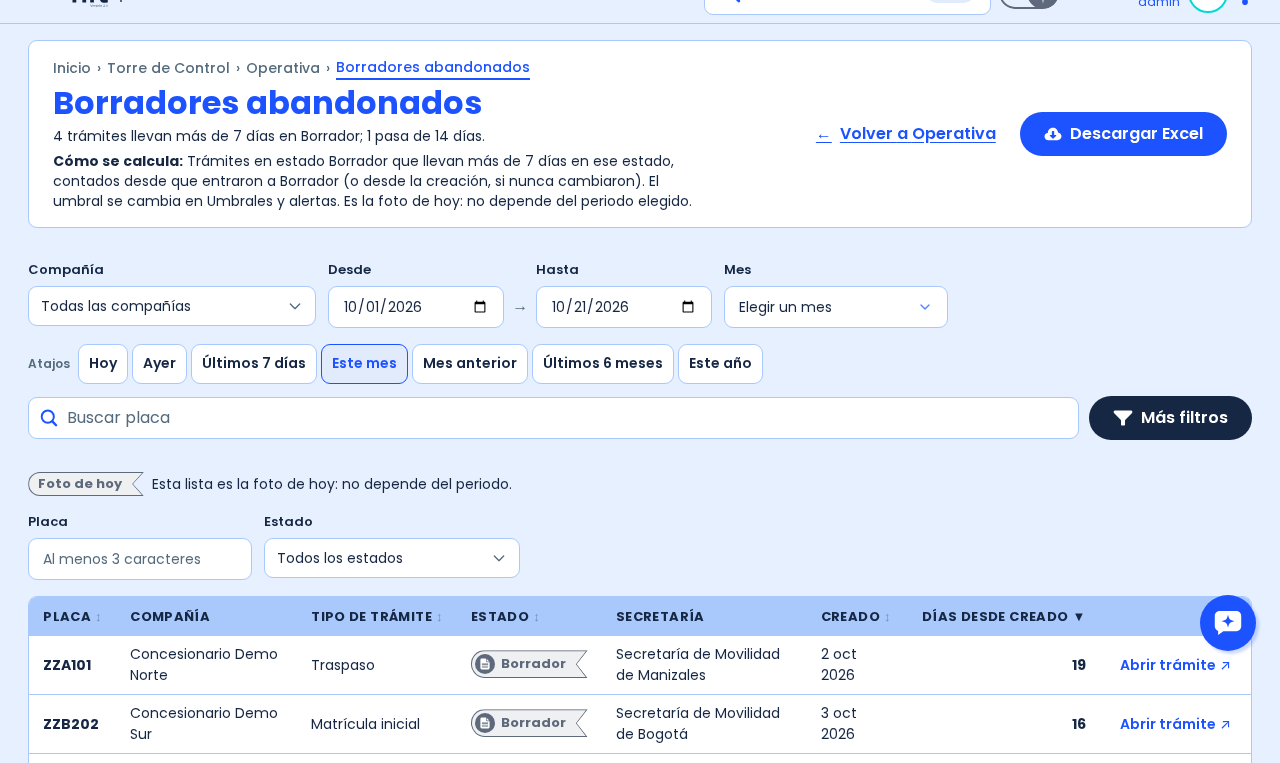 admin
Inicio › Torre de Control › Operativa › Borradores abandonados
Borradores abandonados
4 trámites llevan más de 7 días en Borrador; 1 pasa de 14 días.
Cómo se calcula: Trámites en estado Borrador que llevan más de 7 días en ese estado,
contados desde que entraron a Borrador (o desde la creación, si nunca cambiaron). El
umbral se cambia en Umbrales y alertas. Es la foto de hoy: no depende del periodo elegido.
← Volver a Operativa
Descargar Excel
Compañía Desde Hasta Mes
Todas las compañías 10/01/2026 → 10/21/2026 Elegir un mes
Atajos Hoy Ayer Últimos 7 días Este mes Mes anterior Últimos 6 meses Este año
Buscar placa Más filtros
Foto de hoy Esta lista es la foto de hoy: no depende del periodo.
Placa Estado
Al menos 3 caracteres Todos los estados
PLACA ↕ COMPAÑÍA TIPO DE TRÁMITE ↕ ESTADO ↕ SECRETARÍA CREADO ↕ DÍAS DESDE CREADO ▼
ZZA101 Concesionario Demo Norte Traspaso Borrador Secretaría de Movilidad de Manizales 2 oct 2026 19 Abrir trámite ↗
ZZB202 Concesionario Demo Sur Matrícula inicial Borrador Secretaría de Movilidad de Bogotá 3 oct 2026 16 Abrir trámite ↗